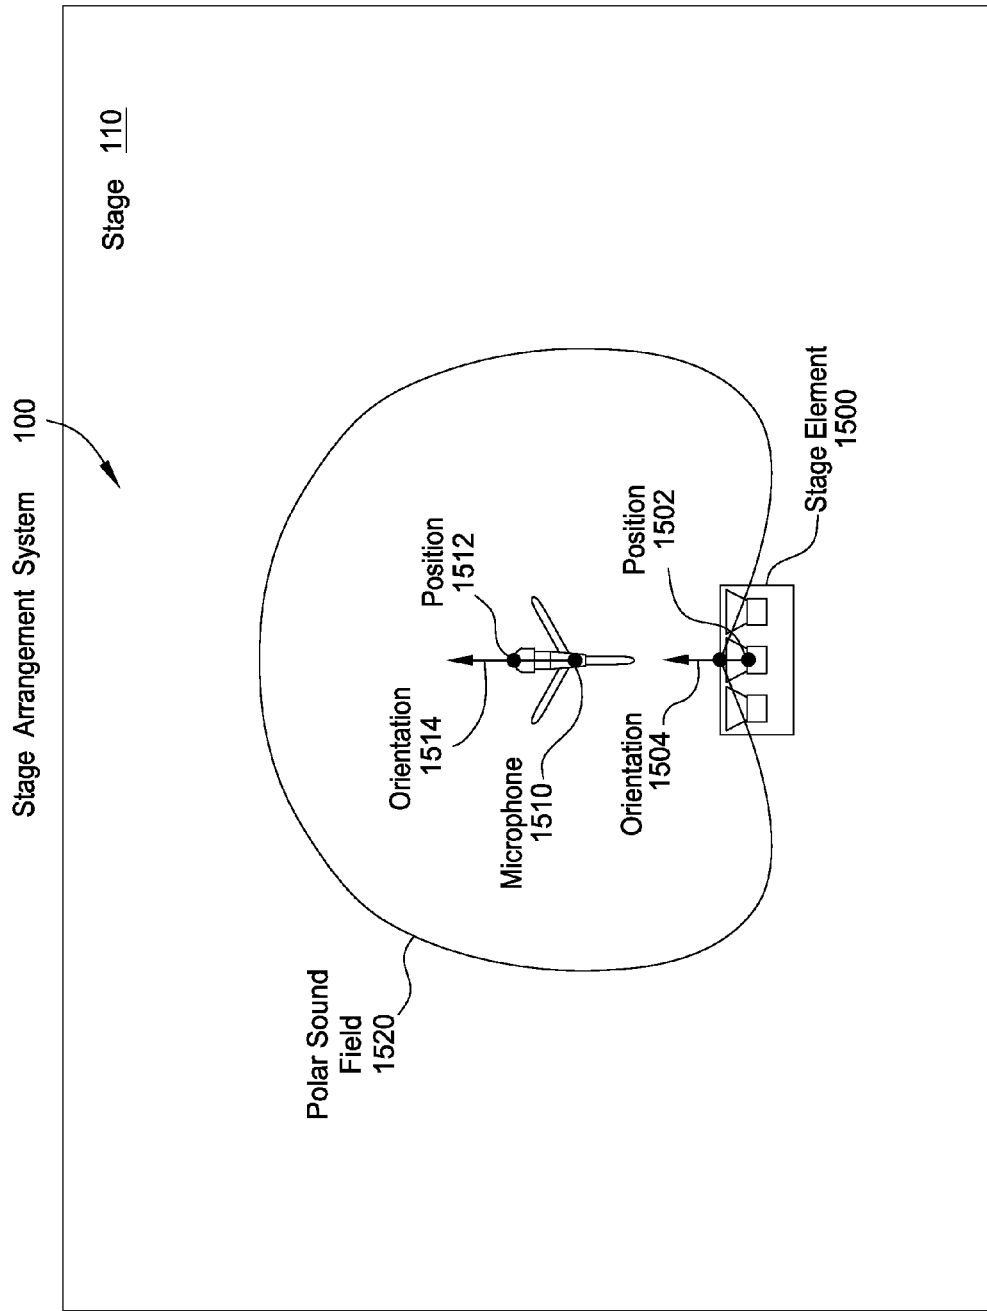 Stage Arrangement System 100
Stage 110
Polar Sound
Field
1520
Orientation
1514
Position
1512
Microphone
1510
Orientation
1504
Position
1502
Stage Element
1500